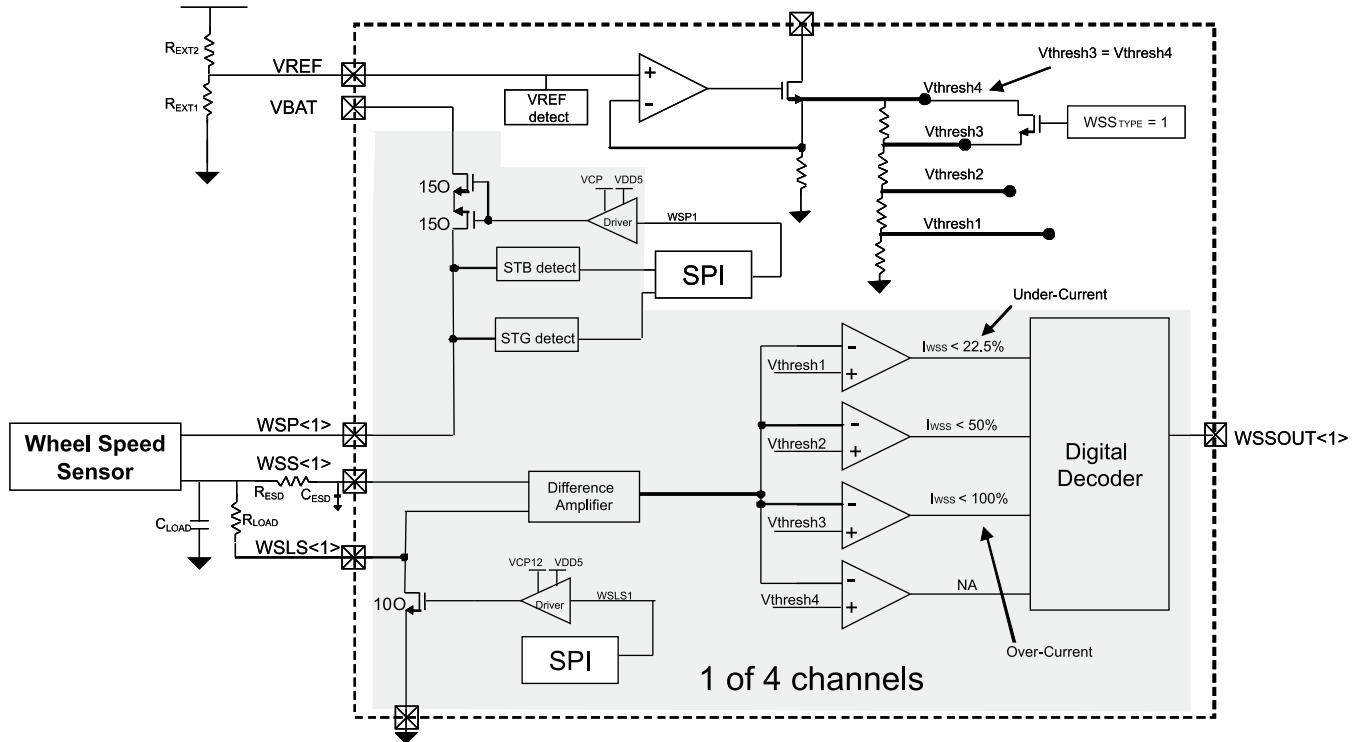 REXT2
REXT1
VREF
VBAT
VREF
detect
+
-
Vthresh3 = Vthresh4
Vthresh4
Vthresh3
WSSTYPE = 1
Vthresh2
Vthresh1
15O
15O
VCP
VDD5
Driver
WSP1
STB detect
SPI
STG detect
Under-Current
Wheel Speed
Sensor
WSP<1>
WSS<1>
RESD
CESD
CLOAD
RLOAD
WSLS<1>
Difference
Amplifier
-
Vthresh1
+
IWSS < 22.5%
-
Vthresh2
+
IWSS < 50%
-
Vthresh3
+
IWSS < 100%
-
Vthresh4
+
NA
Digital
Decoder
WSSOUT<1>
10O
VCP12
VDD5
Driver
WSLS1
SPI
Over-Current
1 of 4 channels